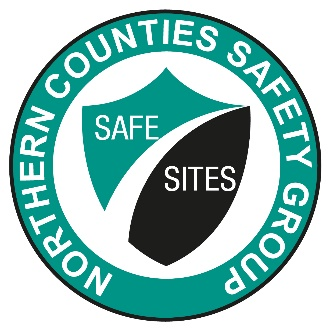 NORTHERN COUNTIES SAFETY GROUP
SAFE
SITES